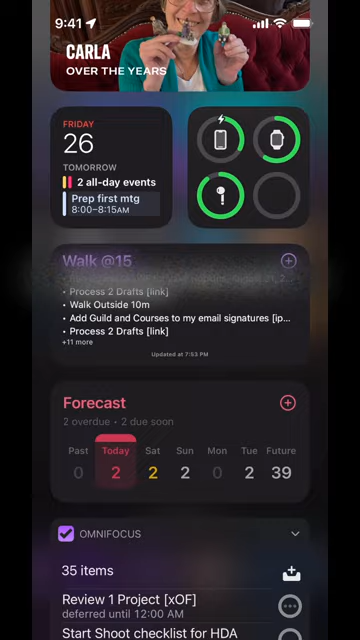 9:41
CARLA
OVER THE YEARS
FRIDAY
26
TOMORROW
2 all-day events
Prep first mtg
8:00–8:15AM
Walk @15
• Process 2 Drafts [link]
• Walk Outside 10m
• Add Guild and Courses to my email signatures [ip...
• Process 2 Drafts [link]
+11 more
Updated at 7:53 PM
Forecast
2 overdue • 2 due soon
Past Today Sat Sun Mon Tue Future
0 2 2 2 0 2 39
OMNIFOCUS
35 items
Review 1 Project [xOF]
deferred until 12:00 AM
Start Shoot checklist for HDA